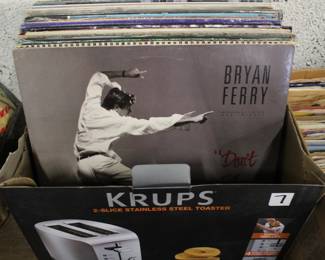 BRYAN
FERRY
"Don't
KRUPS
2-SLICE STAINLESS STEEL TOASTER
7